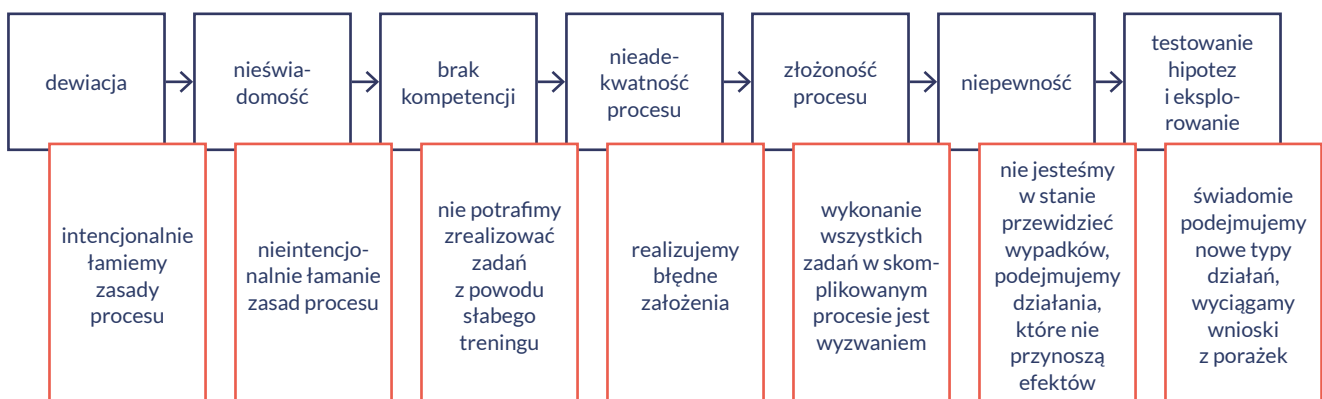 dewiacja
nieświa-
domość
brak
kompetencji
nieade-
kwatność
procesu
złożoność
procesu
niepewność
testowanie
hipotez
i eksplo-
rowanie
intencjonalnie
łamiemy
zasady
procesu
nieintencjo-
nalnie łamanie
zasad procesu
nie potrafimy
zrealizować
zadań
z powodu
słabego
treningu
realizujemy
błędne
założenia
wykonanie
wszystkich
zadań w skom-
plikowanym
procesie jest
wyzwaniem
nie jesteśmy
w stanie
przewidzieć
wypadków,
podejmujemy
działania,
które nie
przynoszą
efektów
świadomie
podejmujemy
nowe typy
działań,
wyciągamy
wnioski
z porażek